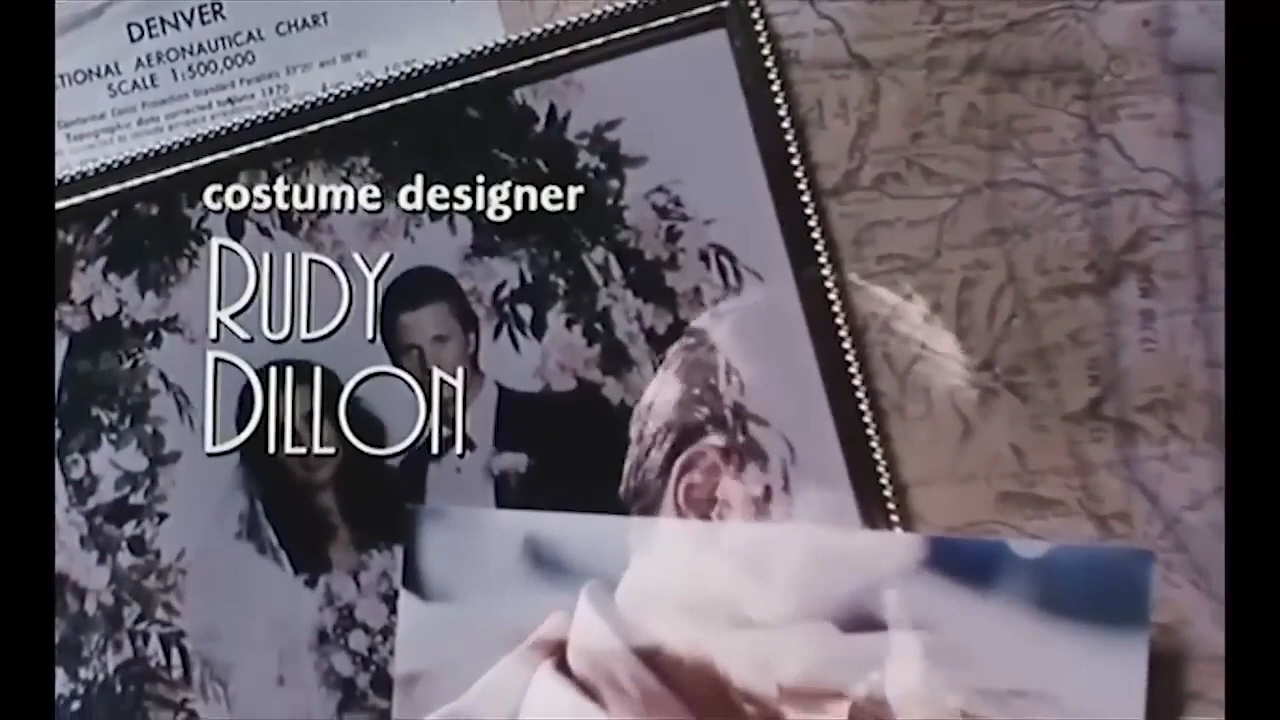 DENVER
TIONAL AERONAUTICAL CHART
SCALE 1:500,000
costume designer
RUDY
DILLON